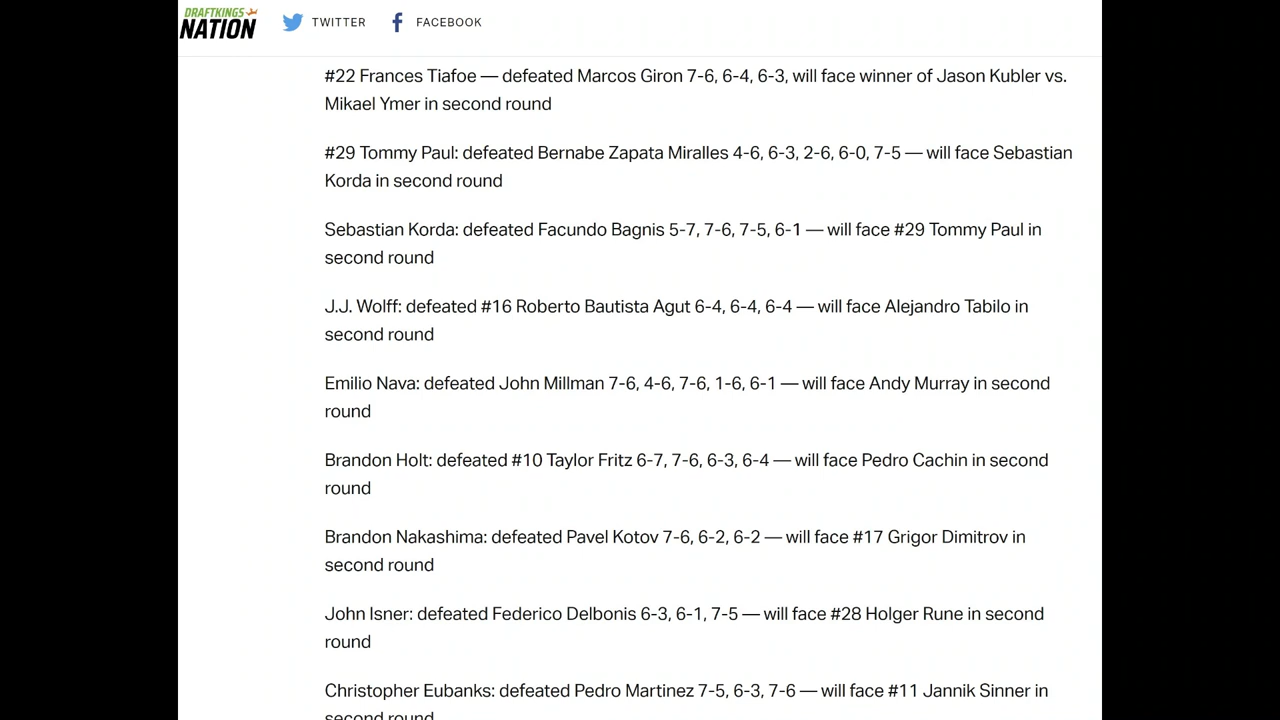 DRAFTKINGS
NATION
TWITTER
FACEBOOK
#22 Frances Tiafoe — defeated Marcos Giron 7-6, 6-4, 6-3, will face winner of Jason Kubler vs.
Mikael Ymer in second round
#29 Tommy Paul: defeated Bernabe Zapata Miralles 4-6, 6-3, 2-6, 6-0, 7-5 — will face Sebastian
Korda in second round
Sebastian Korda: defeated Facundo Bagnis 5-7, 7-6, 7-5, 6-1 — will face #29 Tommy Paul in
second round
J.J. Wolff: defeated #16 Roberto Bautista Agut 6-4, 6-4, 6-4 — will face Alejandro Tabilo in
second round
Emilio Nava: defeated John Millman 7-6, 4-6, 7-6, 1-6, 6-1 — will face Andy Murray in second
round
Brandon Holt: defeated #10 Taylor Fritz 6-7, 7-6, 6-3, 6-4 — will face Pedro Cachin in second
round
Brandon Nakashima: defeated Pavel Kotov 7-6, 6-2, 6-2 — will face #17 Grigor Dimitrov in
second round
John Isner: defeated Federico Delbonis 6-3, 6-1, 7-5 — will face #28 Holger Rune in second
round
Christopher Eubanks: defeated Pedro Martinez 7-5, 6-3, 7-6 — will face #11 Jannik Sinner in
second round